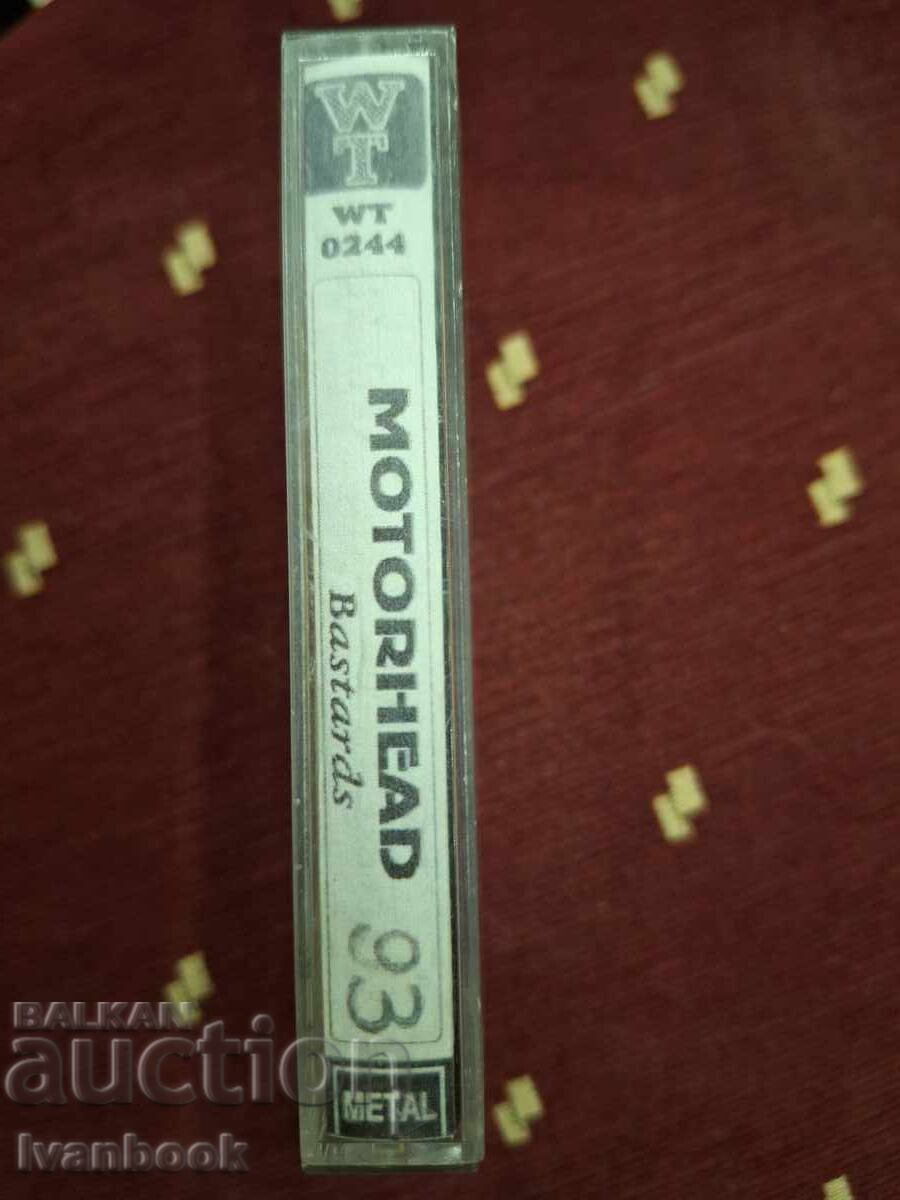 WT
WT
0244
MOTORHEAD
Bastards
93
METAL
BALKAN
auction
Ivanbook